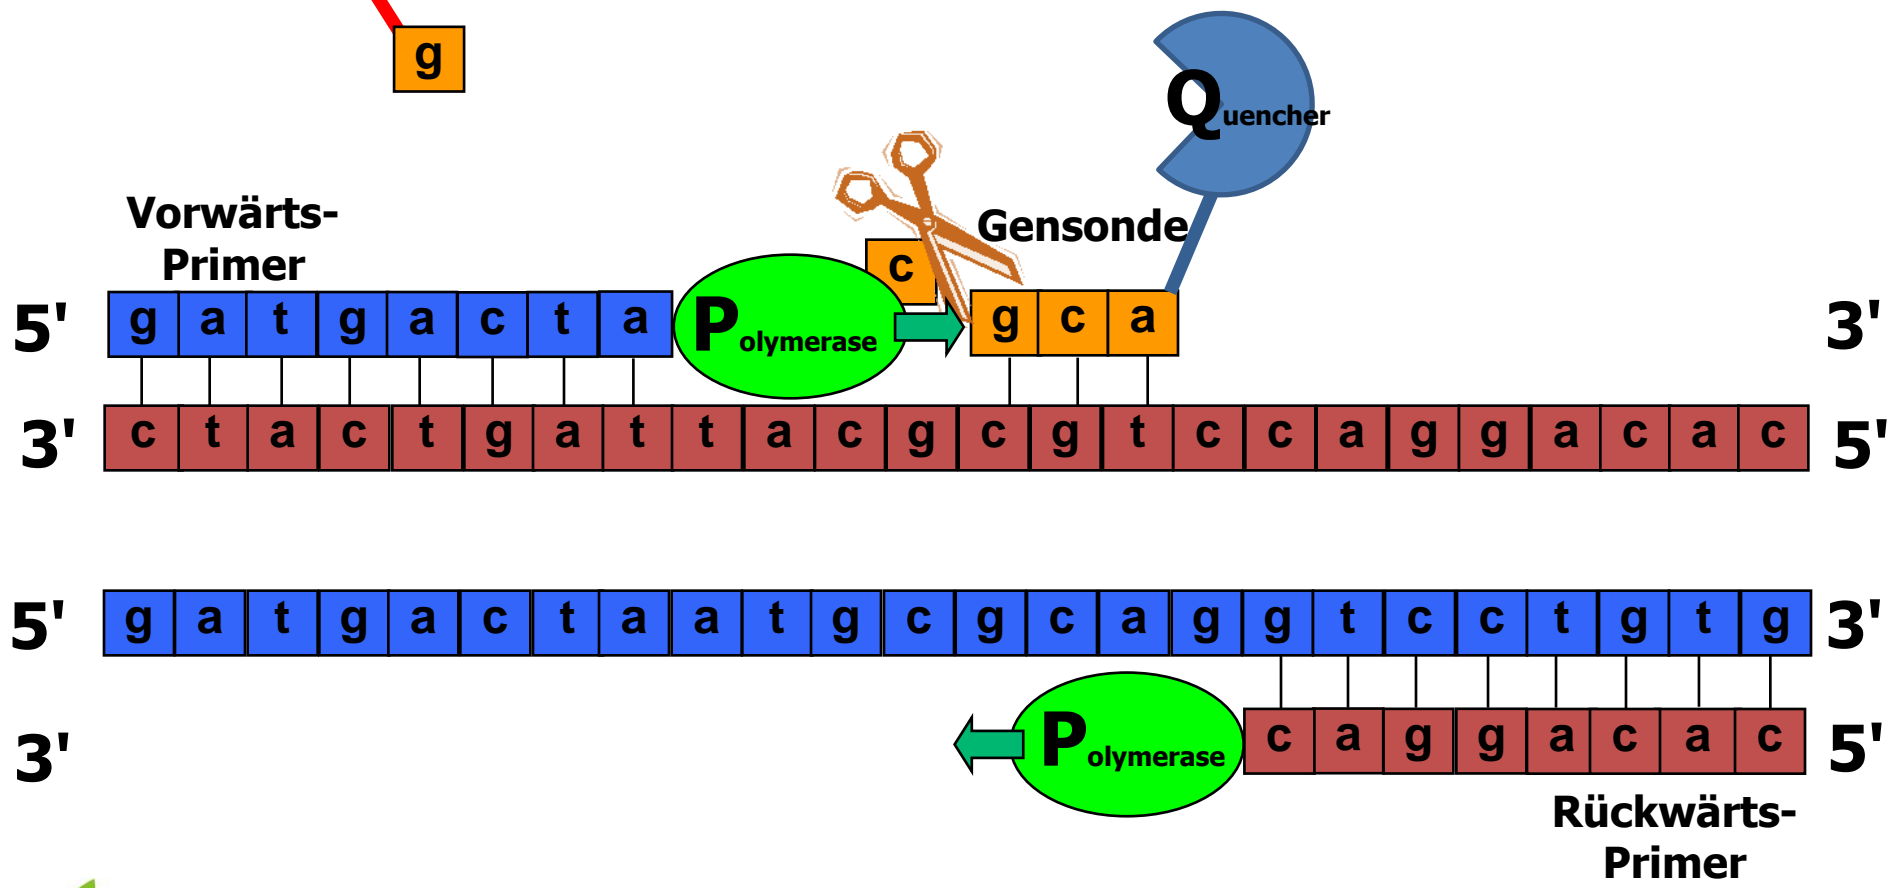 g
Quencher
Vorwärts-
Primer
Gensonde
c
5' g a t g a c t a Polymerase g c a 3'
3' c t a c t g a t t a c g c g t c c a g g a c a c 5'
5' g a t g a c t a a t g c g c a g g t c c t g t g 3'
3' Polymerase c a g g a c a c 5'
Rückwärts-
Primer